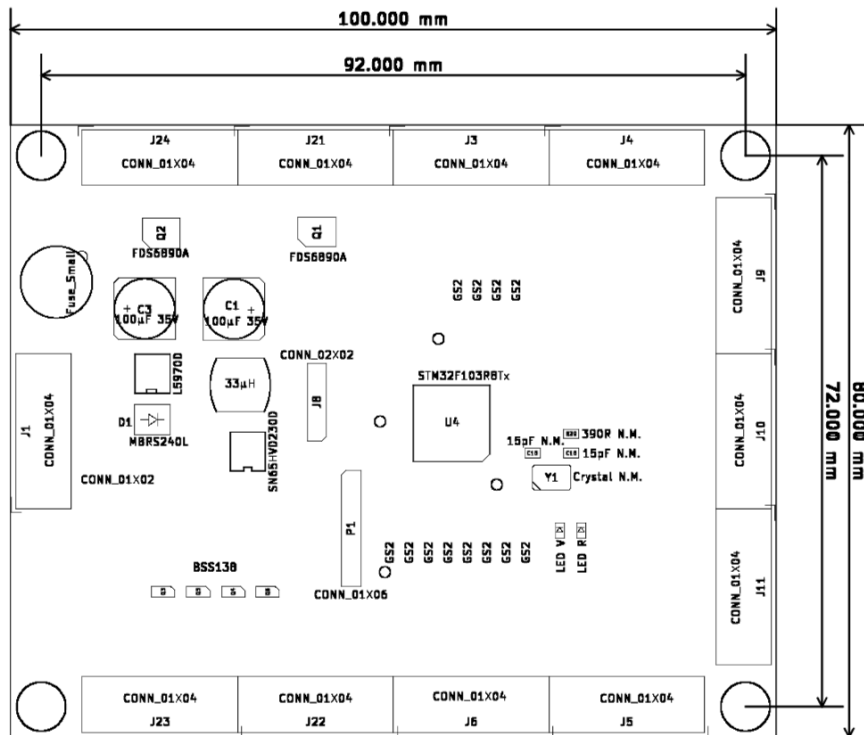 100.000 mm
92.000 mm
J24
CONN_01X04
J21
CONN_01X04
J3
CONN_01X04
J4
CONN_01X04
Q2
FDS6890A
Q1
FDS6890A
Fuse_Small
100µF 35V
C1
100µF 35V
GS2
GS2
GS2
GS2
CONN_01X04
J9
L5970D
33µH
CONN_02X02
J8
STM32F103RBTx
U4
J1
CONN_01X04
D1
MBRS240L
SN65HVD230D
CONN_01X02
390R N.M.
15pF N.M.
15pF N.M.
Y1
Crystal N.M.
CONN_01X04
J10
72.000 mm
80.000 mm
P1
CONN_01X06
GS2
GS2
GS2
GS2
GS2
GS2
GS2
GS2
LED V
LED R
BSS138
CONN_01X04
J11
CONN_01X04
J23
CONN_01X04
J22
CONN_01X04
J6
CONN_01X04
J5